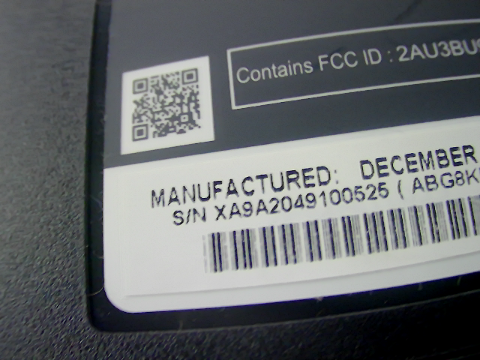 Contains FCC ID : 2AU3BU
MANUFACTURED: DECEMBER
S/N XA9A2049100525 ( ABG8K